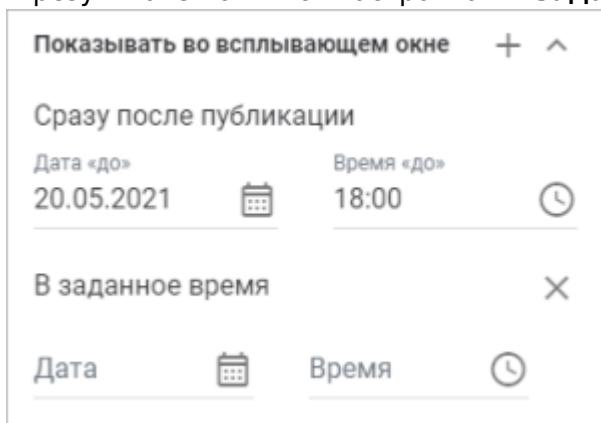 Показывать во всплывающем окне
Сразу после публикации
Дата «до» Время «до»
20.05.2021 18:00
В заданное время
Дата Время